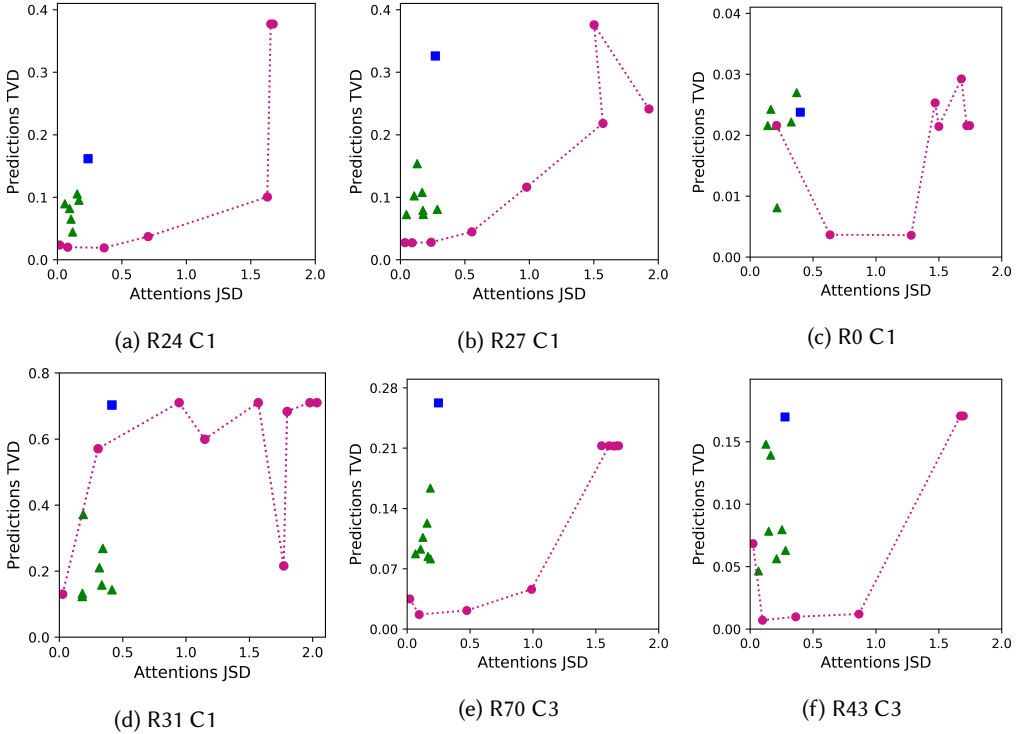 0.4
0.3
0.2
0.1
0.0
Predictions TVD
0.0 0.5 1.0 1.5 2.0
Attentions JSD
(a) R24 C1
0.4
0.3
0.2
0.1
0.0
Predictions TVD
0.0 0.5 1.0 1.5 2.0
Attentions JSD
(b) R27 C1
0.04
0.03
0.02
0.01
0.00
Predictions TVD
0.0 0.5 1.0 1.5 2.0
Attentions JSD
(c) R0 C1
0.8
0.6
0.4
0.2
0.0
Predictions TVD
0.0 0.5 1.0 1.5 2.0
Attentions JSD
(d) R31 C1
0.28
0.21
0.14
0.07
0.00
Predictions TVD
0.0 0.5 1.0 1.5 2.0
Attentions JSD
(e) R70 C3
0.15
0.10
0.05
0.00
Predictions TVD
0.0 0.5 1.0 1.5 2.0
Attentions JSD
(f) R43 C3